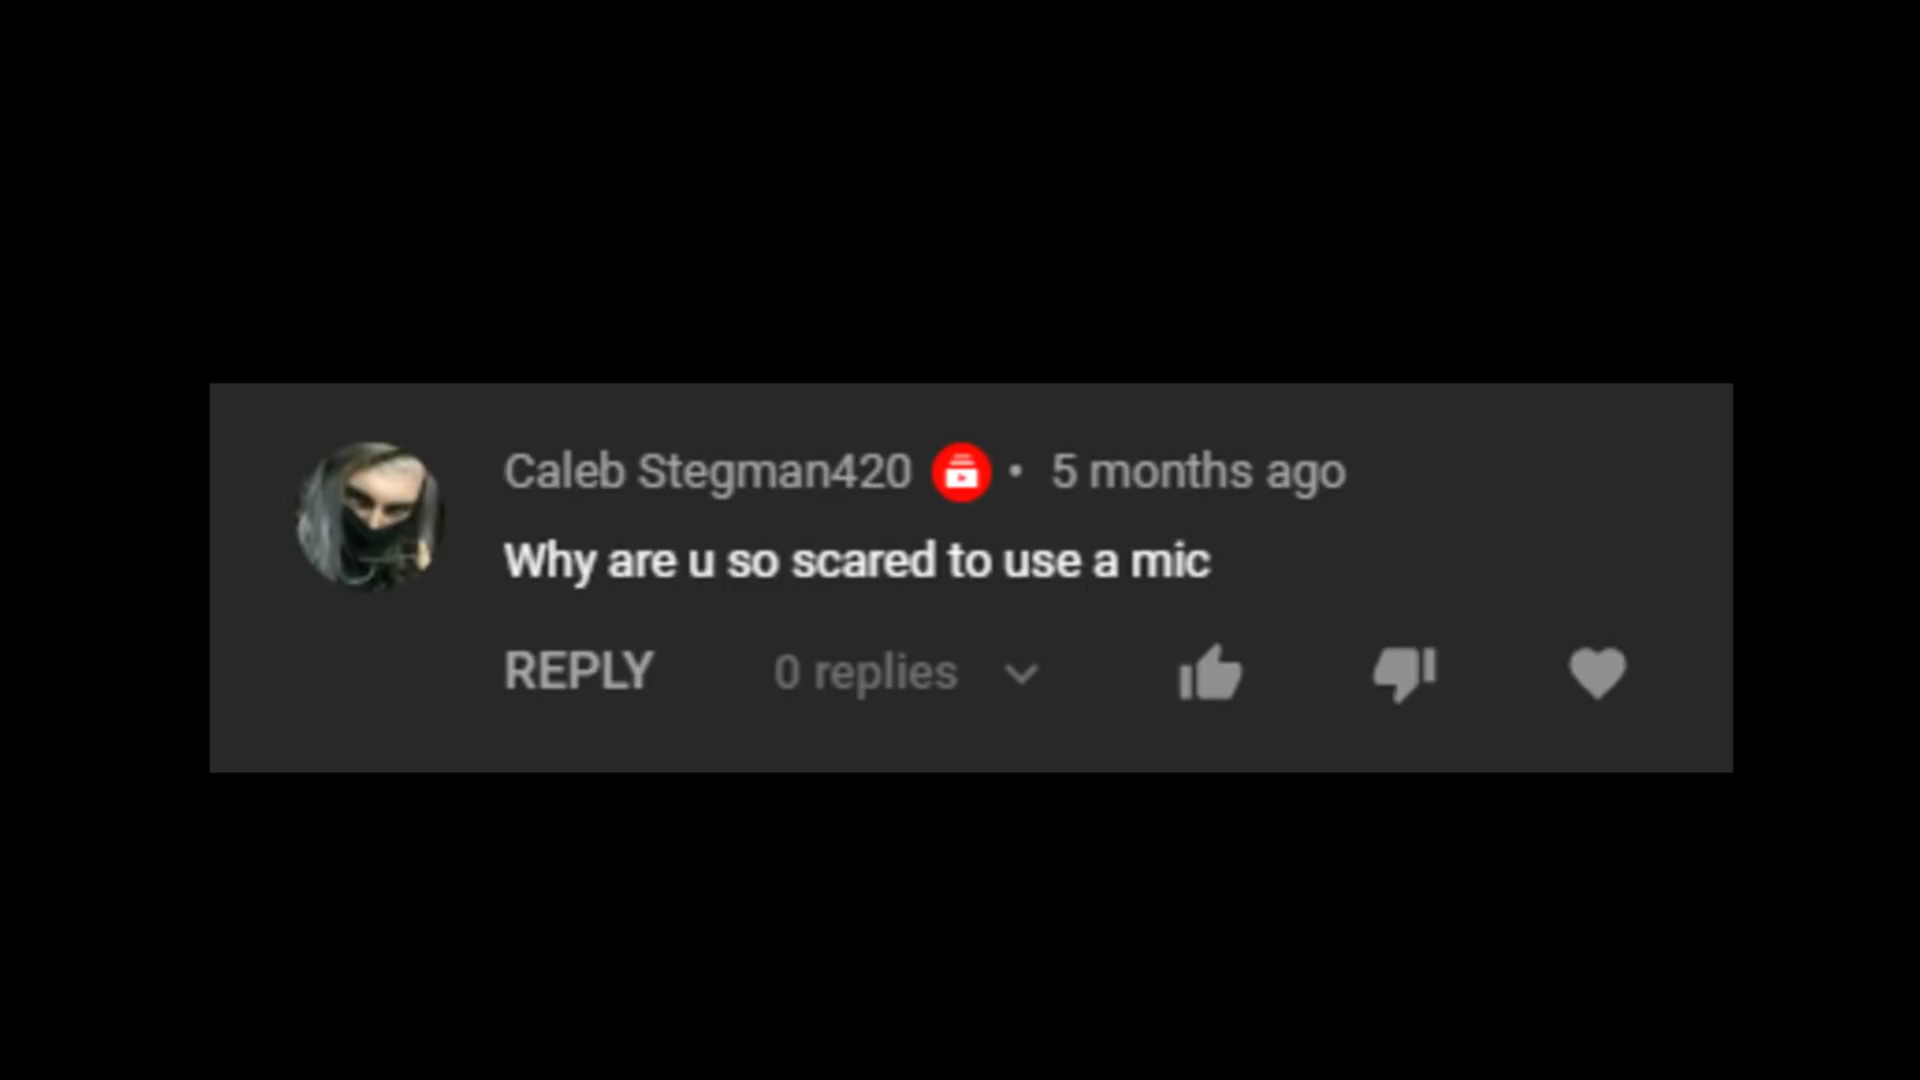 Caleb Stegman420 • 5 months ago
Why are u so scared to use a mic
REPLY 0 replies